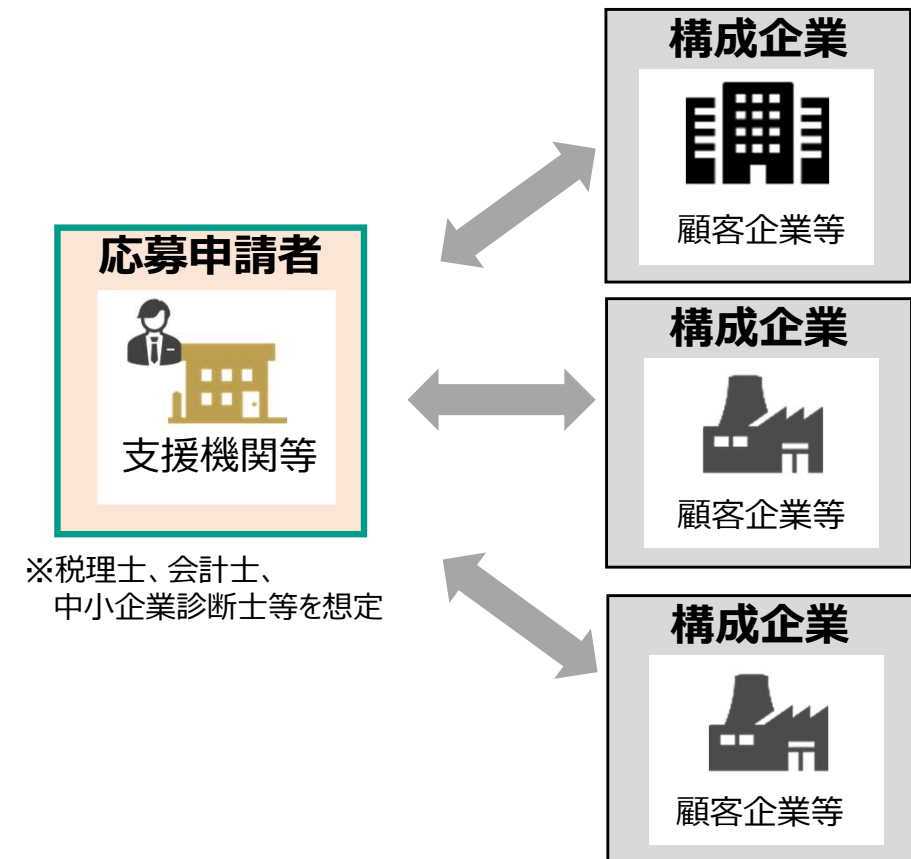 応募申請者
支援機関等
※税理士、会計士、
中小企業診断士等を想定
構成企業
顧客企業等
構成企業
顧客企業等
構成企業
顧客企業等